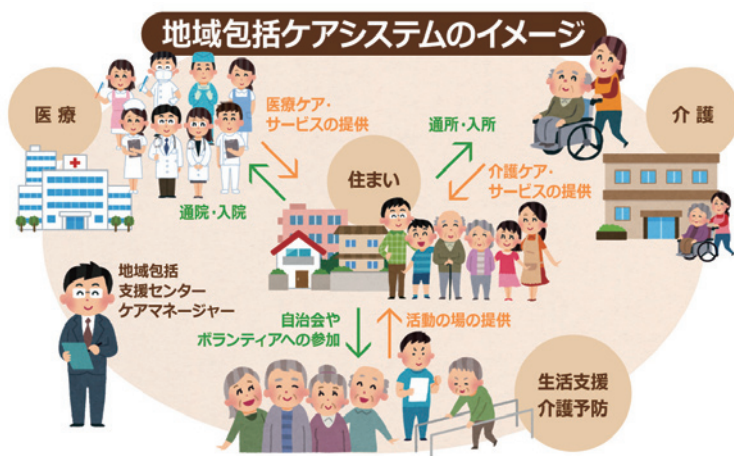 地域包括ケアシステムのイメージ
医療
医療ケア・
サービスの提供
通所・入所
介護
住まい
介護ケア・
サービスの提供
通院・入院
地域包括
支援センター
ケアマネージャー
自治会や
ボランティアへの参加
活動の場の提供
生活支援
介護予防